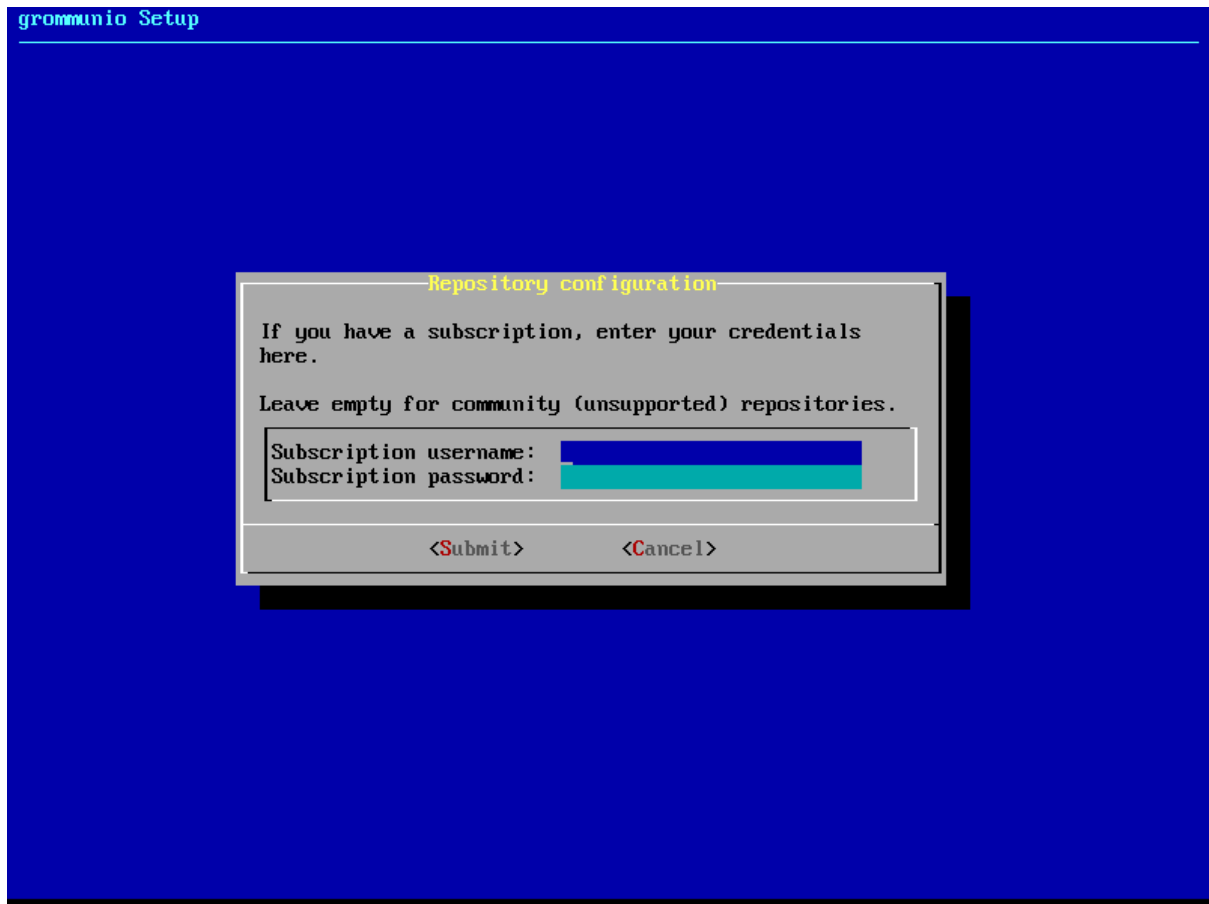 grommunio Setup
Repository configuration
If you have a subscription, enter your credentials
here.
Leave empty for community (unsupported) repositories.
Subscription username:
Subscription password:
<Submit> <Cancel>